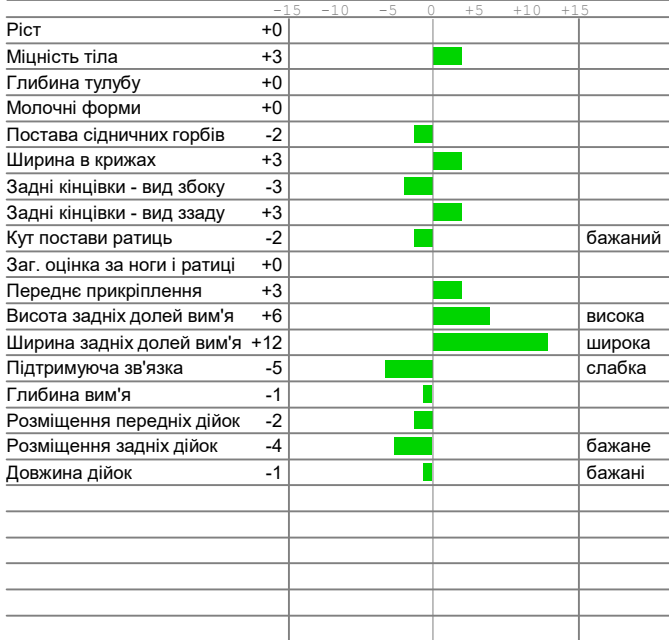 -15 -10 -5 0 +5 +10 +15
Ріст +0
Міцність тіла +3
Глибина тулубу +0
Молочні форми +0
Постава сідничних горбів -2
Ширина в крижах +3
Задні кінцівки - вид збоку -3
Задні кінцівки - вид ззаду +3
Кут постави ратиць -2 бажаний
Заг. оцінка за ноги і ратиці +0
Переднє прикріплення +3
Висота задніх долей вим'я +6 висока
Ширина задніх долей вим'я +12 широка
Підтримуюча зв'язка -5 слабка
Глибина вим'я -1
Розміщення передніх дійок -2
Розміщення задніх дійок -4 бажане
Довжина дійок -1 бажані